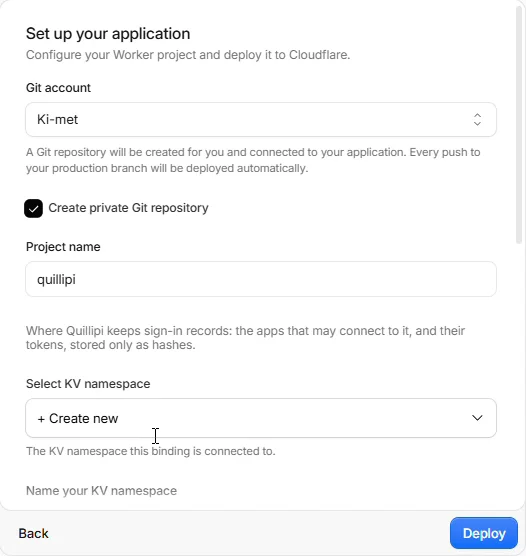 Set up your application
Configure your Worker project and deploy it to Cloudflare.
Git account
Ki-met
A Git repository will be created for you and connected to your application. Every push to
your production branch will be deployed automatically.
Create private Git repository
Project name
quillipi
Where Quillipi keeps sign-in records: the apps that may connect to it, and their
tokens, stored only as hashes.
Select KV namespace
+ Create new
The KV namespace this binding is connected to.
Name your KV namespace
Back
Deploy